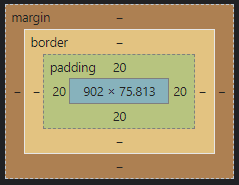 margin –
border –
padding 20
– – 20 902 × 75.813 20 – –
20
–
–